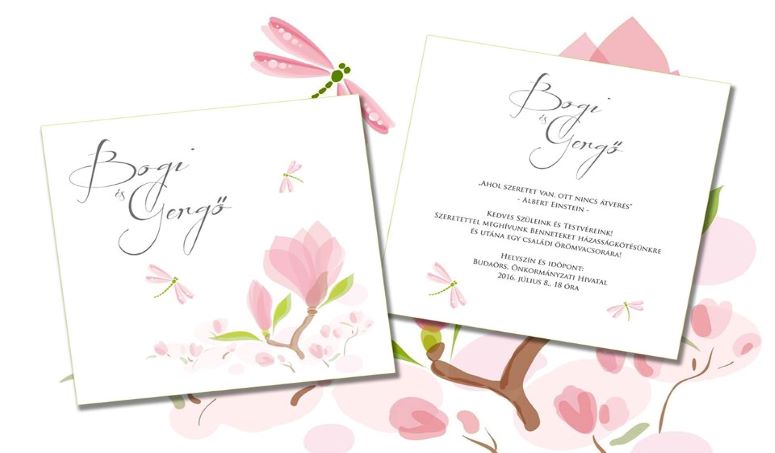 Bogi
és
Gergő
Bogi
és
Gergő
„Ahol szeretet van, ott nincs átverés”
- Albert Einstein -
Kedves Szüleink és Testvéreink!
Szeretettel meghívunk Benneteket házasságkötésünkre
és utána egy családi örömvacsorára!
Helyszín és időpont:
Budaörs, Önkormányzati Hivatal
2016. július 8., 18 óra